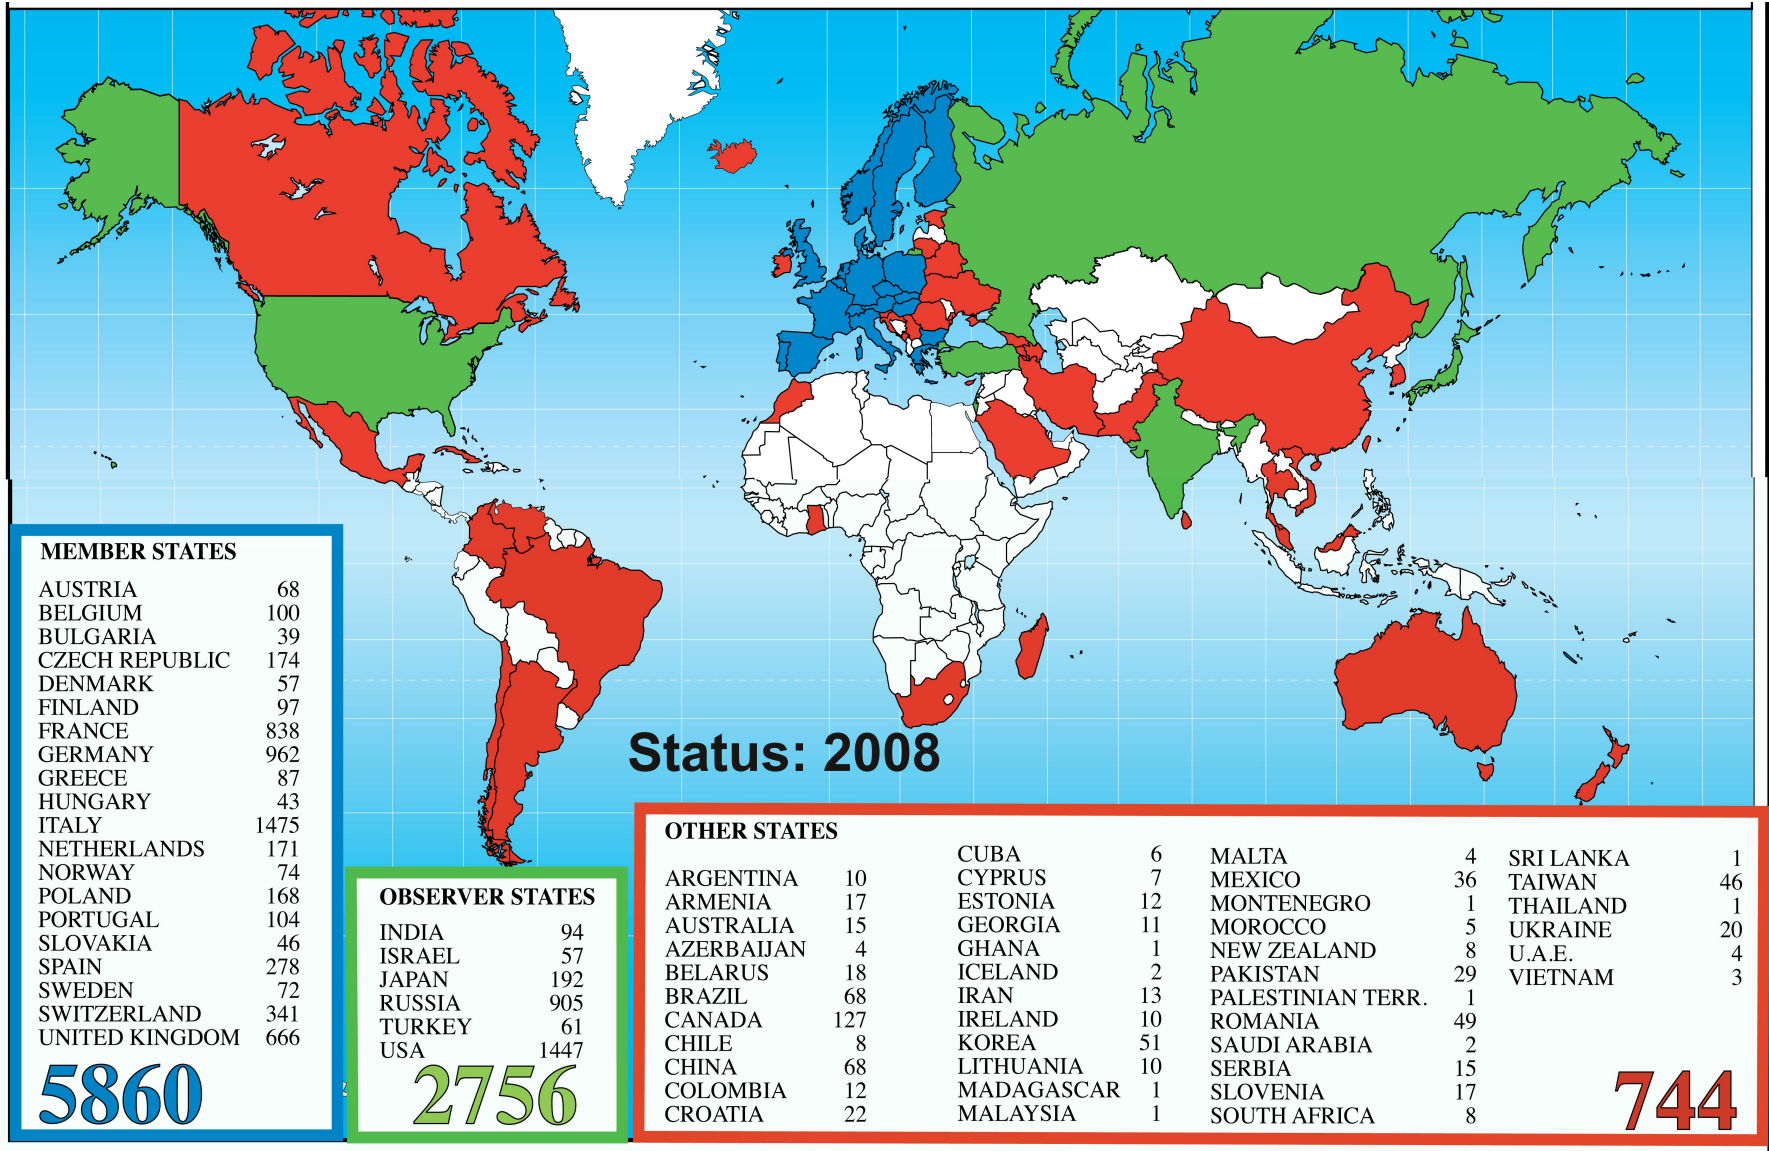 Status: 2008
MEMBER STATES
AUSTRIA 68
BELGIUM 100
BULGARIA 39
CZECH REPUBLIC 174
DENMARK 57
FINLAND 97
FRANCE 838
GERMANY 962
GREECE 87
HUNGARY 43
ITALY 1475
NETHERLANDS 171
NORWAY 74
POLAND 168
PORTUGAL 104
SLOVAKIA 46
SPAIN 278
SWEDEN 72
SWITZERLAND 341
UNITED KINGDOM 666
5860
OBSERVER STATES
INDIA 94
ISRAEL 57
JAPAN 192
RUSSIA 905
TURKEY 61
USA 1447
2756
OTHER STATES
ARGENTINA 10
ARMENIA 17
AUSTRALIA 15
AZERBAIJAN 4
BELARUS 18
BRAZIL 68
CANADA 127
CHILE 8
CHINA 68
COLOMBIA 12
CROATIA 22
CUBA 6
CYPRUS 7
ESTONIA 12
GEORGIA 11
GHANA 1
ICELAND 2
IRAN 13
IRELAND 10
KOREA 51
LITHUANIA 10
MADAGASCAR 1
MALAYSIA 1
MALTA 4
MEXICO 36
MONTENEGRO 1
MOROCCO 5
NEW ZEALAND 8
PAKISTAN 29
PALESTINIAN TERR. 1
ROMANIA 49
SAUDI ARABIA 2
SERBIA 15
SLOVENIA 17
SOUTH AFRICA 8
SRI LANKA 1
TAIWAN 46
THAILAND 1
UKRAINE 20
U.A.E. 4
VIETNAM 3
744